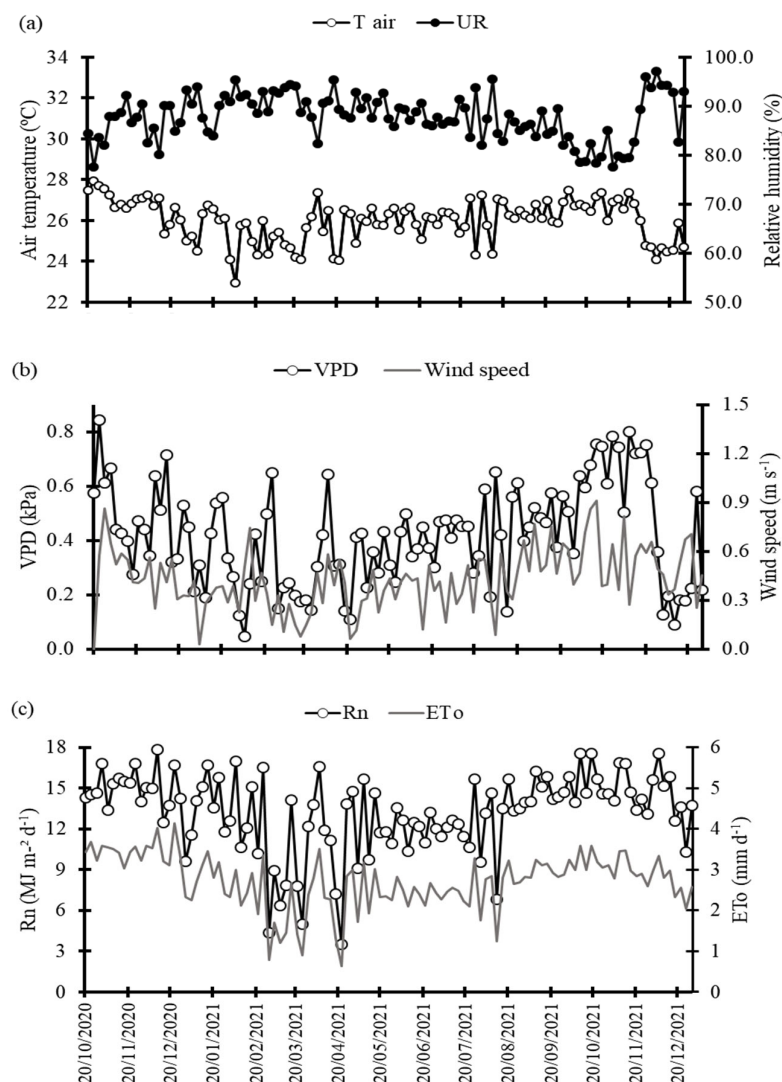 (a)
T air UR
34 100.0
32 90.0
30 80.0
28
26 70.0
24 60.0
22 50.0
Air temperature (ºC)
Relative humidity (%)
(b)
VPD Wind speed
0.8 1.5
0.6 1.2
0.4 0.9
0.2 0.6
0.0 0.3
0.0
VPD (kPa)
Wind speed (m s⁻¹)
(c)
Rn ETo
18 6
15 5
12 4
9 3
6 2
3 1
0 0
Rn (MJ m⁻² d⁻¹)
ETo (mm d⁻¹)
20/10/2020
20/11/2020
20/12/2020
20/01/2021
20/02/2021
20/03/2021
20/04/2021
20/05/2021
20/06/2021
20/07/2021
20/08/2021
20/09/2021
20/10/2021
20/11/2021
20/12/2021